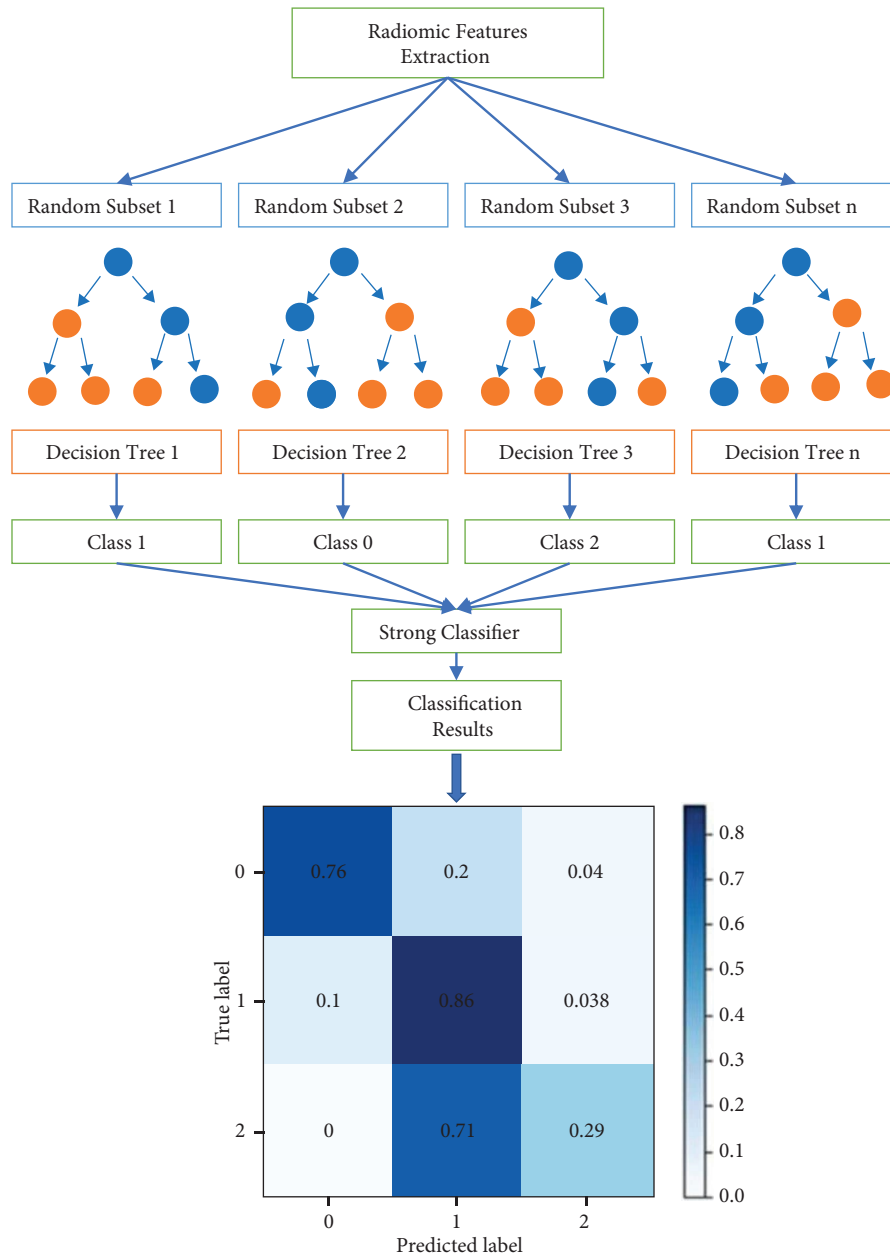 Radiomic Features
Extraction
Random Subset 1
Random Subset 2
Random Subset 3
Random Subset n
Decision Tree 1
Decision Tree 2
Decision Tree 3
Decision Tree n
Class 1
Class 0
Class 2
Class 1
Strong Classifier
Classification
Results
0.76
0.2
0.04
0.1
0.86
0.038
0
0.71
0.29
0
1
2
True label
0
1
2
Predicted label
0.8
0.7
0.6
0.5
0.4
0.3
0.2
0.1
0.0